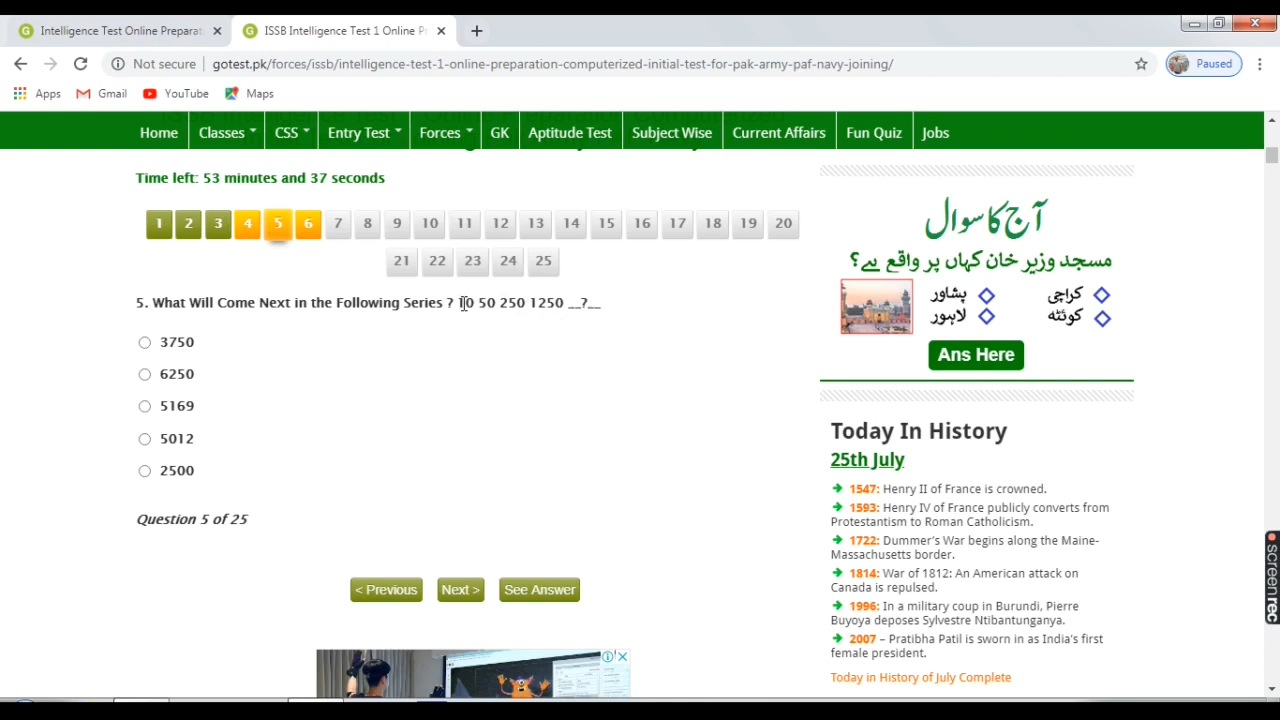 Intelligence Test Online Preparat
ISSB Intelligence Test 1 Online P
Not secure
gotest.pk/forces/issb/intelligence-test-1-online-preparation-computerized-initial-test-for-pak-army-paf-navy-joining/
Paused
Apps
Gmail
YouTube
Maps
Home
Classes
CSS
Entry Test
Forces
GK
Aptitude Test
Subject Wise
Current Affairs
Fun Quiz
Jobs
Time left: 53 minutes and 37 seconds
1 2 3 4 5 6 7 8 9 10 11 12 13 14 15 16 17 18 19 20
21 22 23 24 25
5. What Will Come Next in the Following Series ? 10 50 250 1250 __?__
3750
6250
5169
5012
2500
Question 5 of 25
< Previous
Next >
See Answer
آج کا سوال
مسجد وزیر خان کہاں پر واقع ہے؟
پشاور
کراچی
لاہور
کوئٹہ
Ans Here
Today In History
25th July
1547: Henry II of France is crowned.
1593: Henry IV of France publicly converts from
Protestantism to Roman Catholicism.
1722: Dummer's War begins along the Maine-
Massachusetts border.
1814: War of 1812: An American attack on
Canada is repulsed.
1996: In a military coup in Burundi, Pierre
Buyoya deposes Sylvestre Ntibantunganya.
2007 – Pratibha Patil is sworn in as India's first
female president.
Today in History of July Complete
screenrec